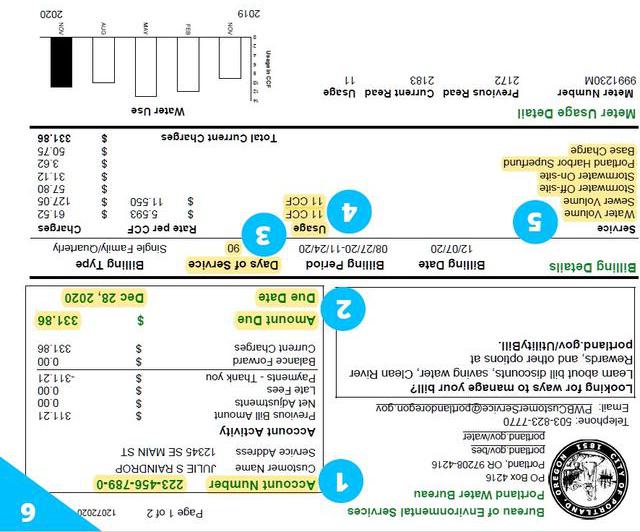 6
Page 1 of 2 12072020
Bureau of Environmental Services
Portland Water Bureau
PO Box 4216
Portland, OR 97208-4216
portland.gov/bes
portland.gov/water
Telephone: 503-823-7770
Email: PWBCustomerService@portlandoregon.gov
CITY OF PORTLAND, OREGON 1851
Looking for ways to manage your bill?
Learn about bill discounts, saving water, Clean River
Rewards, and other options at
portland.gov/UtilityBill.
1
Account Number 223-456-789-0
Customer Name JULIE S RAINDROP
Service Address 12345 SE MAIN ST
Account Activity
Previous Bill Amount $ 311.21
Net Adjustments $ 0.00
Late Fees $ 0.00
Payments - Thank you $ -311.21
Balance Forward $ 0.00
Current Charges $ 331.86
2
Amount Due $ 331.86
Due Date Dec 28, 2020
Billing Details Billing Date Billing Period Days of Service Billing Type
12/07/20 08/27/20-11/24/20 90 Single/Family/Quarterly
3
4
5
Service Usage Rate per CCF Charges
Water Volume 11 CCF $ 5.593 $ 61.52
Sewer Volume 11 CCF $ 11.550 $ 127.05
Stormwater Off-site $ 57.80
Stormwater On-site $ 31.12
Portland Harbor Superfund $ 3.62
Base Charge $ 50.75
Total Current Charges $ 331.86
Meter Usage Detail
Meter Number Previous Read Current Read Usage
9991230M 2172 2183 11
Water Use
Usage in CCF
NOV FEB MAY AUG NOV
2019 2020